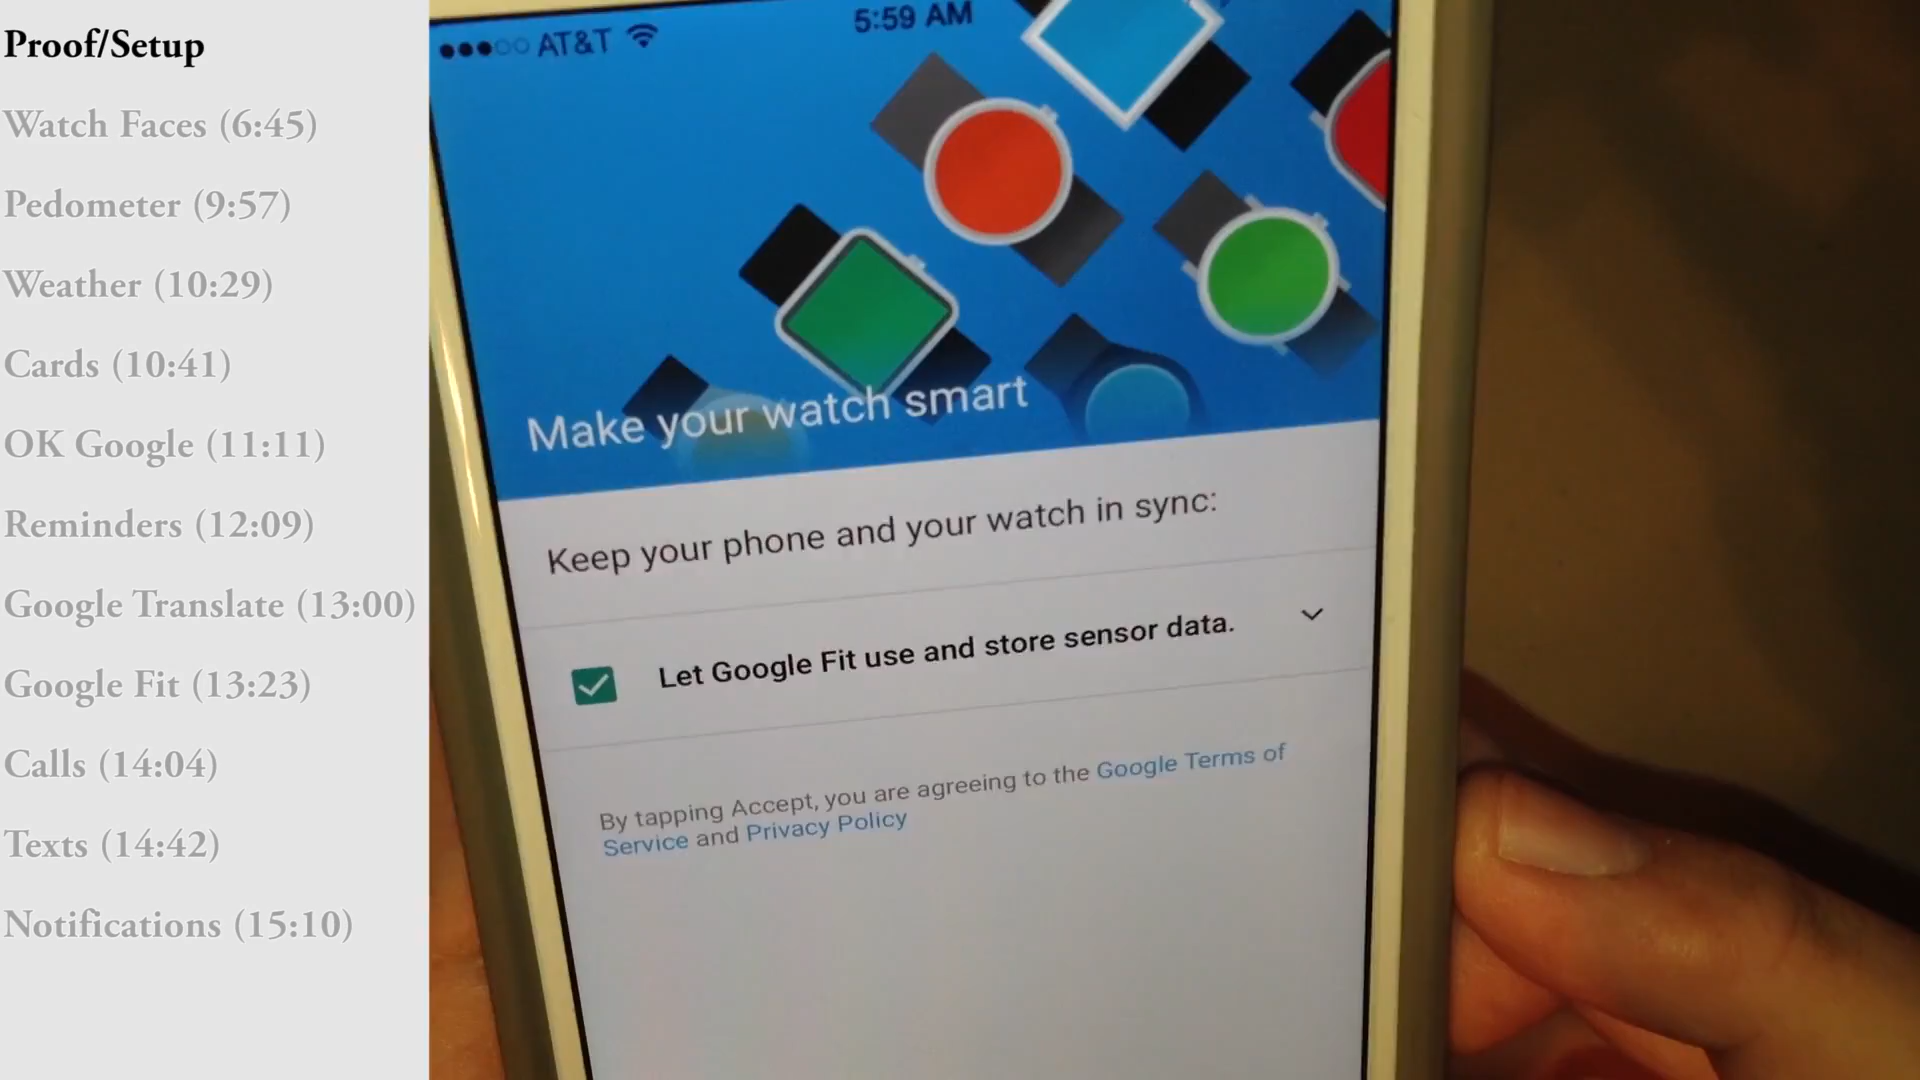 Proof/Setup
Watch Faces (6:45)
Pedometer (9:57)
Weather (10:29)
Cards (10:41)
OK Google (11:11)
Reminders (12:09)
Google Translate (13:00)
Google Fit (13:23)
Calls (14:04)
Texts (14:42)
Notifications (15:10)
AT&T 5:59 AM
Make your watch smart
Keep your phone and your watch in sync:
Let Google Fit use and store sensor data.
By tapping Accept, you are agreeing to the Google Terms of
Service and Privacy Policy